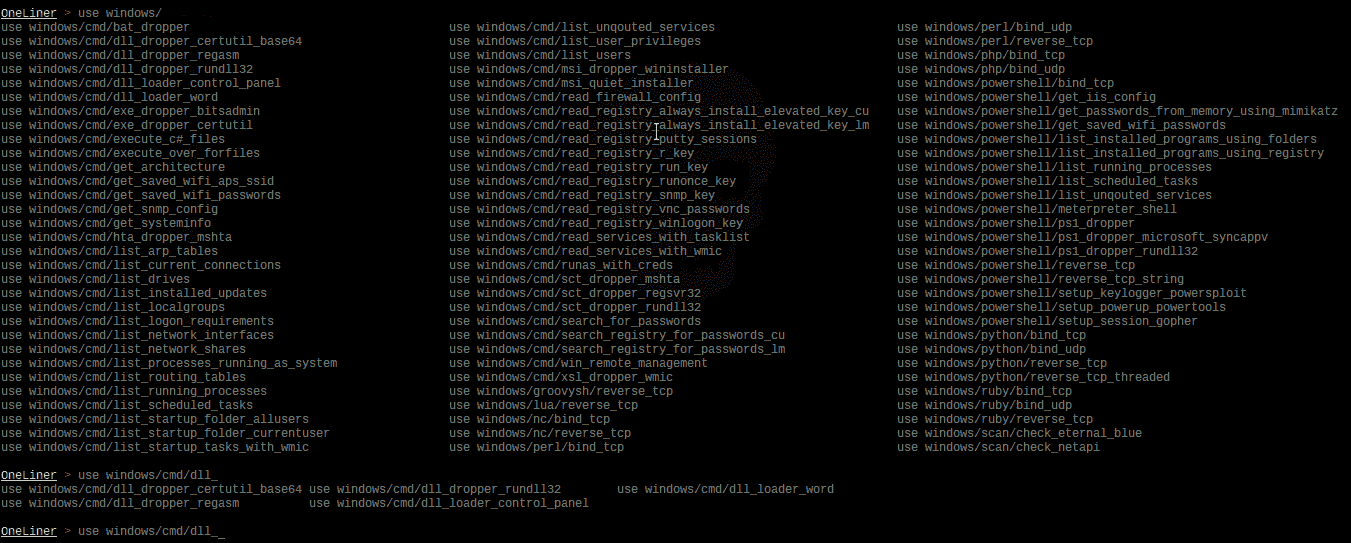 OneLiner > use windows/
use windows/cmd/bat_dropper use windows/cmd/list_unqouted_services use windows/perl/bind_udp
use windows/cmd/dll_dropper_certutil_base64 use windows/cmd/list_user_privileges use windows/perl/reverse_tcp
use windows/cmd/dll_dropper_regasm use windows/cmd/list_users use windows/php/bind_tcp
use windows/cmd/dll_dropper_rundll32 use windows/cmd/msi_dropper_wininstaller use windows/php/bind_udp
use windows/cmd/dll_loader_control_panel use windows/cmd/msi_quiet_installer use windows/powershell/bind_tcp
use windows/cmd/dll_loader_word use windows/cmd/read_firewall_config use windows/powershell/get_iis_config
use windows/cmd/exe_dropper_bitsadmin use windows/cmd/read_registry_always_install_elevated_key_cu use windows/powershell/get_passwords_from_memory_using_mimikatz
use windows/cmd/exe_dropper_certutil use windows/cmd/read_registry_always_install_elevated_key_lm use windows/powershell/get_saved_wifi_passwords
use windows/cmd/execute_c#_files use windows/cmd/read_registry_putty_sessions use windows/powershell/list_installed_programs_using_folders
use windows/cmd/execute_over_forfiles use windows/cmd/read_registry_r_key use windows/powershell/list_installed_programs_using_registry
use windows/cmd/get_architecture use windows/cmd/read_registry_run_key use windows/powershell/list_running_processes
use windows/cmd/get_saved_wifi_aps_ssid use windows/cmd/read_registry_runonce_key use windows/powershell/list_scheduled_tasks
use windows/cmd/get_saved_wifi_passwords use windows/cmd/read_registry_snmp_key use windows/powershell/list_unqouted_services
use windows/cmd/get_snmp_config use windows/cmd/read_registry_vnc_passwords use windows/powershell/meterpreter_shell
use windows/cmd/get_systeminfo use windows/cmd/read_registry_winlogon_key use windows/powershell/ps1_dropper
use windows/cmd/hta_dropper_mshta use windows/cmd/read_services_with_tasklist use windows/powershell/ps1_dropper_microsoft_syncappv
use windows/cmd/list_arp_tables use windows/cmd/read_services_with_wmic use windows/powershell/ps1_dropper_rundll32
use windows/cmd/list_current_connections use windows/cmd/runas_with_creds use windows/powershell/reverse_tcp
use windows/cmd/list_drives use windows/cmd/sct_dropper_mshta use windows/powershell/reverse_tcp_string
use windows/cmd/list_installed_updates use windows/cmd/sct_dropper_regsvr32 use windows/powershell/setup_keylogger_powersploit
use windows/cmd/list_localgroups use windows/cmd/sct_dropper_rundll32 use windows/powershell/setup_powerup_powertools
use windows/cmd/list_logon_requirements use windows/cmd/search_for_passwords use windows/powershell/setup_session_gopher
use windows/cmd/list_network_interfaces use windows/cmd/search_registry_for_passwords_cu use windows/python/bind_tcp
use windows/cmd/list_network_shares use windows/cmd/search_registry_for_passwords_lm use windows/python/bind_udp
use windows/cmd/list_processes_running_as_system use windows/cmd/win_remote_management use windows/python/reverse_tcp
use windows/cmd/list_routing_tables use windows/cmd/xsl_dropper_wmic use windows/python/reverse_tcp_threaded
use windows/cmd/list_running_processes use windows/groovysh/reverse_tcp use windows/ruby/bind_tcp
use windows/cmd/list_scheduled_tasks use windows/lua/reverse_tcp use windows/ruby/bind_udp
use windows/cmd/list_startup_folder_allusers use windows/nc/bind_tcp use windows/ruby/reverse_tcp
use windows/cmd/list_startup_folder_currentuser use windows/nc/reverse_tcp use windows/scan/check_eternal_blue
use windows/cmd/list_startup_tasks_with_wmic use windows/perl/bind_tcp use windows/scan/check_netapi
OneLiner > use windows/cmd/dll_
use windows/cmd/dll_dropper_certutil_base64 use windows/cmd/dll_dropper_rundll32 use windows/cmd/dll_loader_word
use windows/cmd/dll_dropper_regasm use windows/cmd/dll_loader_control_panel
OneLiner > use windows/cmd/dll_